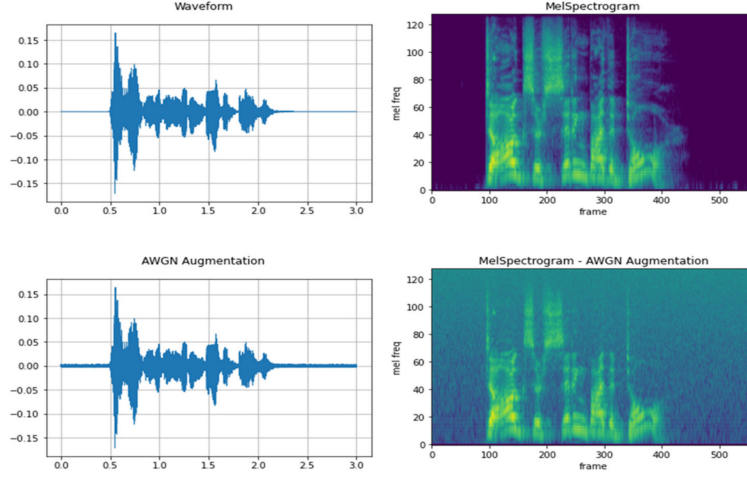 Waveform
0.15
0.10
0.05
0.00
−0.05
−0.10
−0.15
0.0 0.5 1.0 1.5 2.0 2.5 3.0
MelSpectrogram
mel freq
120
100
80
60
40
20
0
0 100 200 300 400 500
frame
AWGN Augmentation
0.15
0.10
0.05
0.00
−0.05
−0.10
−0.15
0.0 0.5 1.0 1.5 2.0 2.5 3.0
MelSpectrogram - AWGN Augmentation
mel freq
120
100
80
60
40
20
0
0 100 200 300 400 500
frame